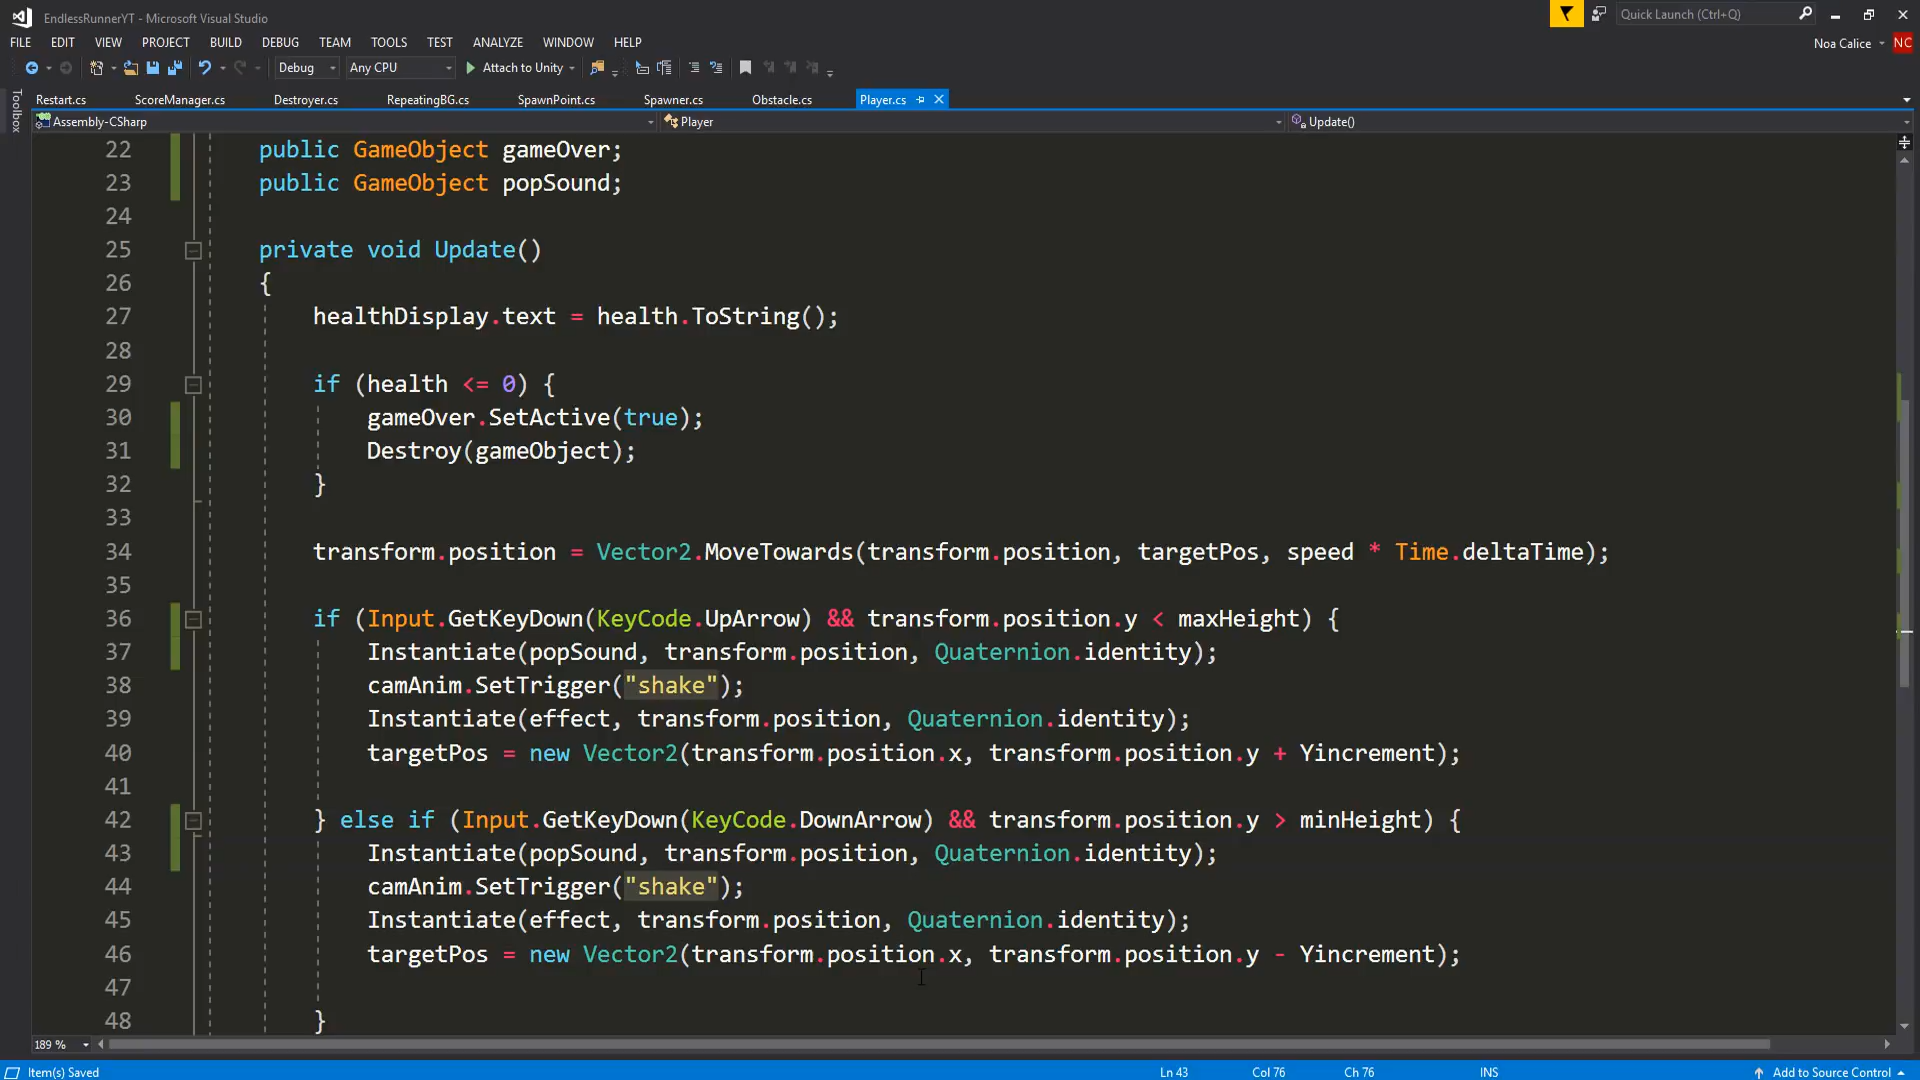 EndlessRunnerYT - Microsoft Visual Studio
Quick Launch (Ctrl+Q)
FILE EDIT VIEW PROJECT BUILD DEBUG TEAM TOOLS TEST ANALYZE WINDOW HELP
Noa Calice NC
Debug Any CPU Attach to Unity
Toolbox
Restart.cs ScoreManager.cs Destroyer.cs RepeatingBG.cs SpawnPoint.cs Spawner.cs Obstacle.cs Player.cs
Assembly-CSharp Player Update()
22 public GameObject gameOver;
23 public GameObject popSound;
24
25 private void Update()
26 {
27 healthDisplay.text = health.ToString();
28
29 if (health <= 0) {
30 gameOver.SetActive(true);
31 Destroy(gameObject);
32 }
33
34 transform.position = Vector2.MoveTowards(transform.position, targetPos, speed * Time.deltaTime);
35
36 if (Input.GetKeyDown(KeyCode.UpArrow) && transform.position.y < maxHeight) {
37 Instantiate(popSound, transform.position, Quaternion.identity);
38 camAnim.SetTrigger("shake");
39 Instantiate(effect, transform.position, Quaternion.identity);
40 targetPos = new Vector2(transform.position.x, transform.position.y + Yincrement);
41
42 } else if (Input.GetKeyDown(KeyCode.DownArrow) && transform.position.y > minHeight) {
43 Instantiate(popSound, transform.position, Quaternion.identity);
44 camAnim.SetTrigger("shake");
45 Instantiate(effect, transform.position, Quaternion.identity);
46 targetPos = new Vector2(transform.position.x, transform.position.y - Yincrement);
47
48 }
189 %
Item(s) Saved Ln 43 Col 76 Ch 76 INS Add to Source Control